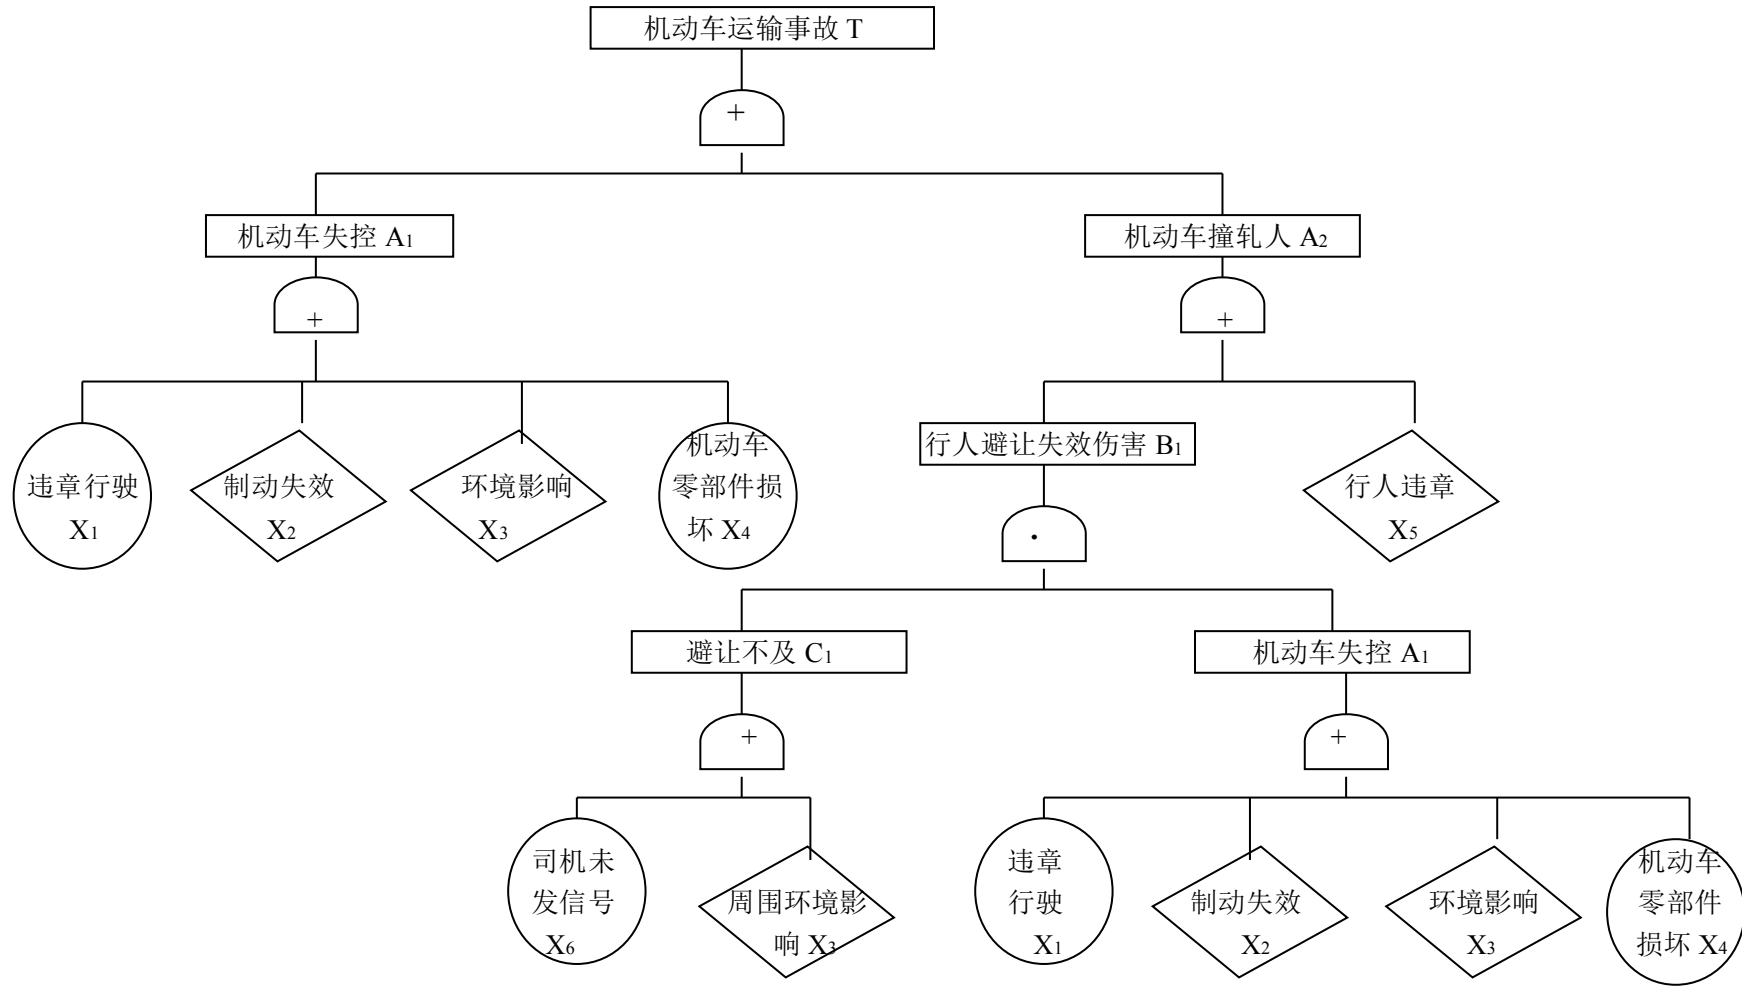 机动车运输事故 T
+
机动车失控 A₁
机动车撞轧人 A₂
+
+
违章行驶
X₁
制动失效
X₂
环境影响
X₃
机动车
零部件损
坏 X₄
行人避让失效伤害 B₁
行人违章
X₅
·
避让不及 C₁
机动车失控 A₁
+
+
司机未
发信号
X₆
周围环境影
响 X₃
违章
行驶
X₁
制动失效
X₂
环境影响
X₃
机动车
零部件
损坏 X₄